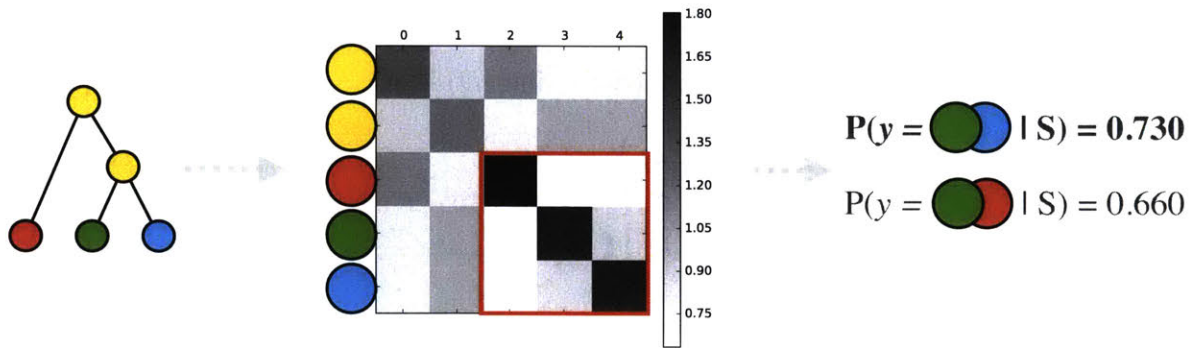 0 1 2 3 4
1.80
1.65
1.50
1.35
1.20
1.05
0.90
0.75
P(y = | S) = 0.730
P(y = | S) = 0.660